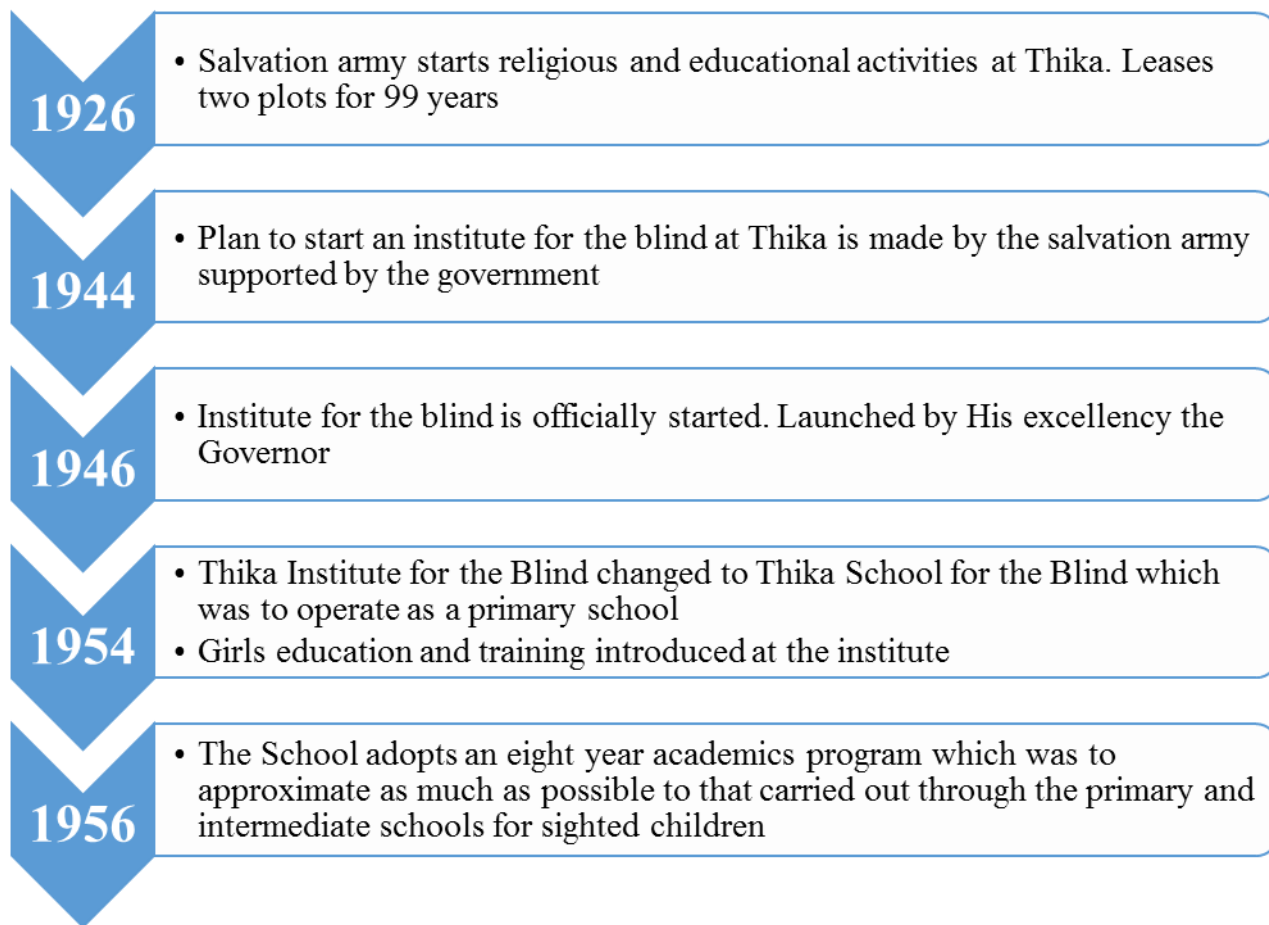 1926
• Salvation army starts religious and educational activities at Thika. Leases
two plots for 99 years
1944
• Plan to start an institute for the blind at Thika is made by the salvation army
supported by the government
1946
• Institute for the blind is officially started. Launched by His excellency the
Governor
1954
• Thika Institute for the Blind changed to Thika School for the Blind which
was to operate as a primary school
• Girls education and training introduced at the institute
1956
• The School adopts an eight year academics program which was to
approximate as much as possible to that carried out through the primary and
intermediate schools for sighted children